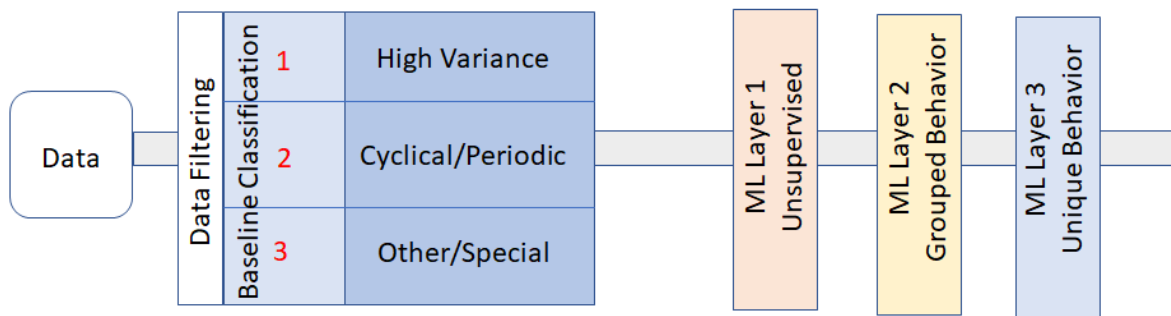 Data
Data Filtering
Baseline Classification
1
High Variance
2
Cyclical/Periodic
3
Other/Special
ML Layer 1
Unsupervised
ML Layer 2
Grouped Behavior
ML Layer 3
Unique Behavior